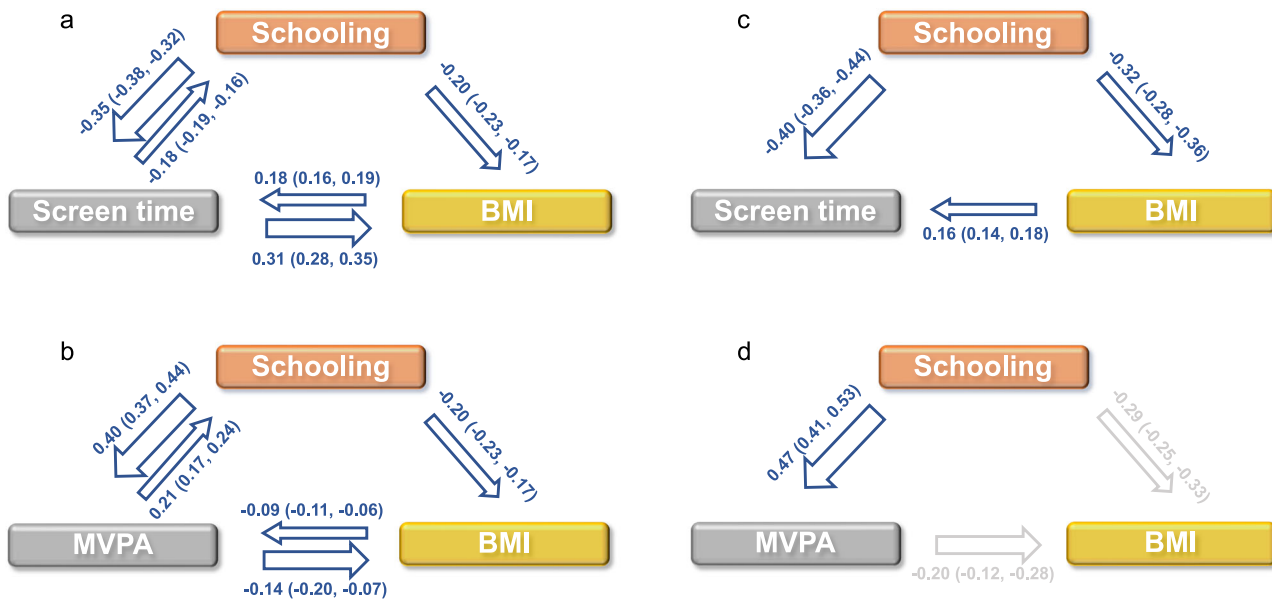 a
Schooling
-0.35 (-0.38, -0.32)
-0.18 (-0.19, -0.16)
-0.20 (-0.23, -0.17)
0.18 (0.16, 0.19)
Screen time
BMI
0.31 (0.28, 0.35)
c
Schooling
-0.40 (-0.36, -0.44)
-0.32 (-0.28, -0.36)
Screen time
BMI
0.16 (0.14, 0.18)
b
Schooling
0.40 (0.37, 0.44)
0.21 (0.17, 0.24)
-0.20 (-0.23, -0.17)
-0.09 (-0.11, -0.06)
MVPA
BMI
-0.14 (-0.20, -0.07)
d
Schooling
0.47 (0.41, 0.53)
-0.29 (-0.25, -0.33)
MVPA
BMI
-0.20 (-0.12, -0.28)